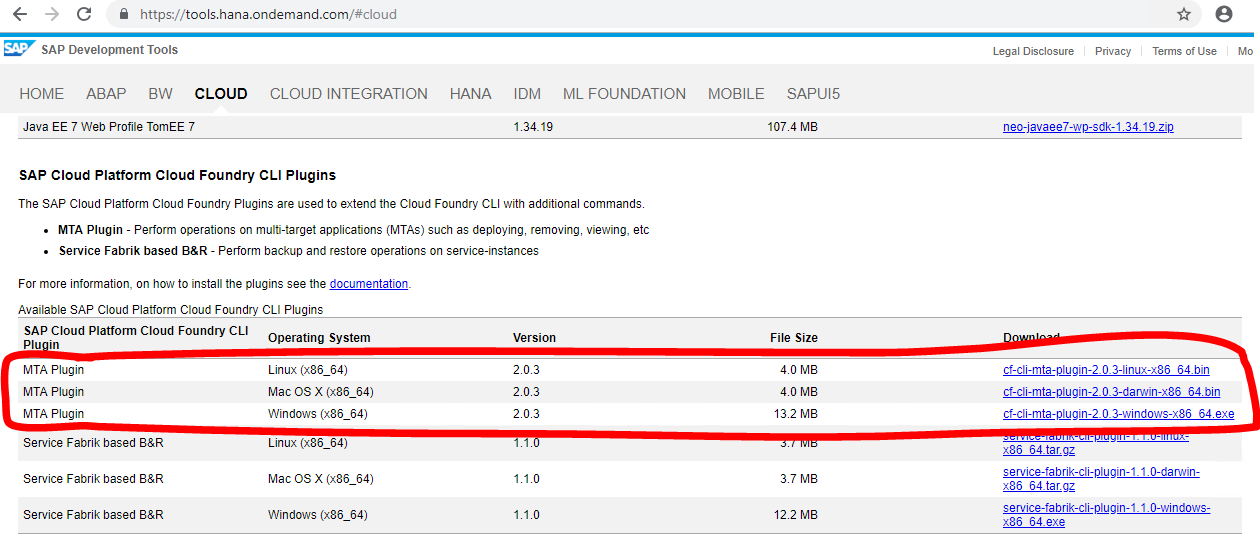 https://tools.hana.ondemand.com/#cloud
SAP SAP Development Tools Legal Disclosure Privacy Terms of Use Mo
HOME ABAP BW CLOUD CLOUD INTEGRATION HANA IDM ML FOUNDATION MOBILE SAPUI5
Java EE 7 Web Profile TomEE 7 1.34.19 107.4 MB neo-javaee7-wp-sdk-1.34.19.zip
SAP Cloud Platform Cloud Foundry CLI Plugins
The SAP Cloud Platform Cloud Foundry Plugins are used to extend the Cloud Foundry CLI with additional commands.
• MTA Plugin - Perform operations on multi-target applications (MTAs) such as deploying, removing, viewing, etc
• Service Fabrik based B&R - Perform backup and restore operations on service-instances
For more information, on how to install the plugins see the documentation.
Available SAP Cloud Platform Cloud Foundry CLI Plugins
SAP Cloud Platform Cloud Foundry CLI
Plugin Operating System Version File Size Download
MTA Plugin Linux (x86_64) 2.0.3 4.0 MB cf-cli-mta-plugin-2.0.3-linux-x86_64.bin
MTA Plugin Mac OS X (x86_64) 2.0.3 4.0 MB cf-cli-mta-plugin-2.0.3-darwin-x86_64.bin
MTA Plugin Windows (x86_64) 2.0.3 13.2 MB cf-cli-mta-plugin-2.0.3-windows-x86_64.exe
Service Fabrik based B&R Linux (x86_64) 1.1.0 3.7 MB service-fabrik-cli-plugin-1.1.0-linux-
x86_64.tar.gz
Service Fabrik based B&R Mac OS X (x86_64) 1.1.0 3.7 MB service-fabrik-cli-plugin-1.1.0-darwin-
x86_64.tar.gz
Service Fabrik based B&R Windows (x86_64) 1.1.0 12.2 MB service-fabrik-cli-plugin-1.1.0-windows-
x86_64.exe